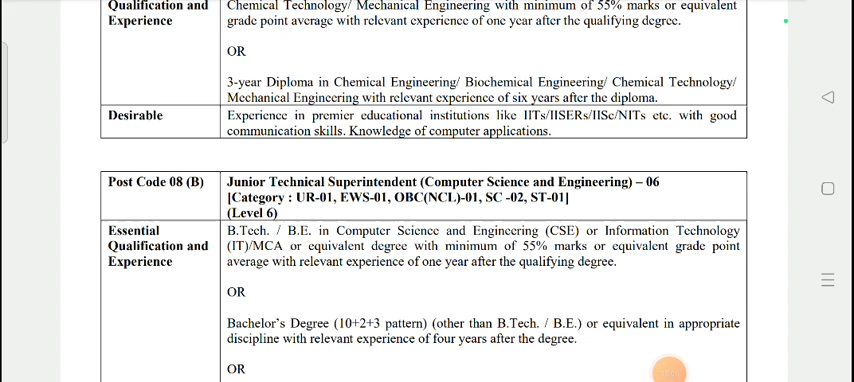 Qualification and
Experience
Chemical Technology/ Mechanical Engineering with minimum of 55% marks or equivalent
grade point average with relevant experience of one year after the qualifying degree.
OR
3-year Diploma in Chemical Engineering/ Biochemical Engineering/ Chemical Technology/
Mechanical Engineering with relevant experience of six years after the diploma.
Desirable
Experience in premier educational institutions like IITs/IISERs/IISc/NITs etc. with good
communication skills. Knowledge of computer applications.
Post Code 08 (B)
Junior Technical Superintendent (Computer Science and Engineering) – 06
[Category : UR-01, EWS-01, OBC(NCL)-01, SC -02, ST-01]
(Level 6)
Essential
Qualification and
Experience
B.Tech. / B.E. in Computer Science and Engineering (CSE) or Information Technology
(IT)/MCA or equivalent degree with minimum of 55% marks or equivalent grade point
average with relevant experience of one year after the qualifying degree.
OR
Bachelor's Degree (10+2+3 pattern) (other than B.Tech. / B.E.) or equivalent in appropriate
discipline with relevant experience of four years after the degree.
OR